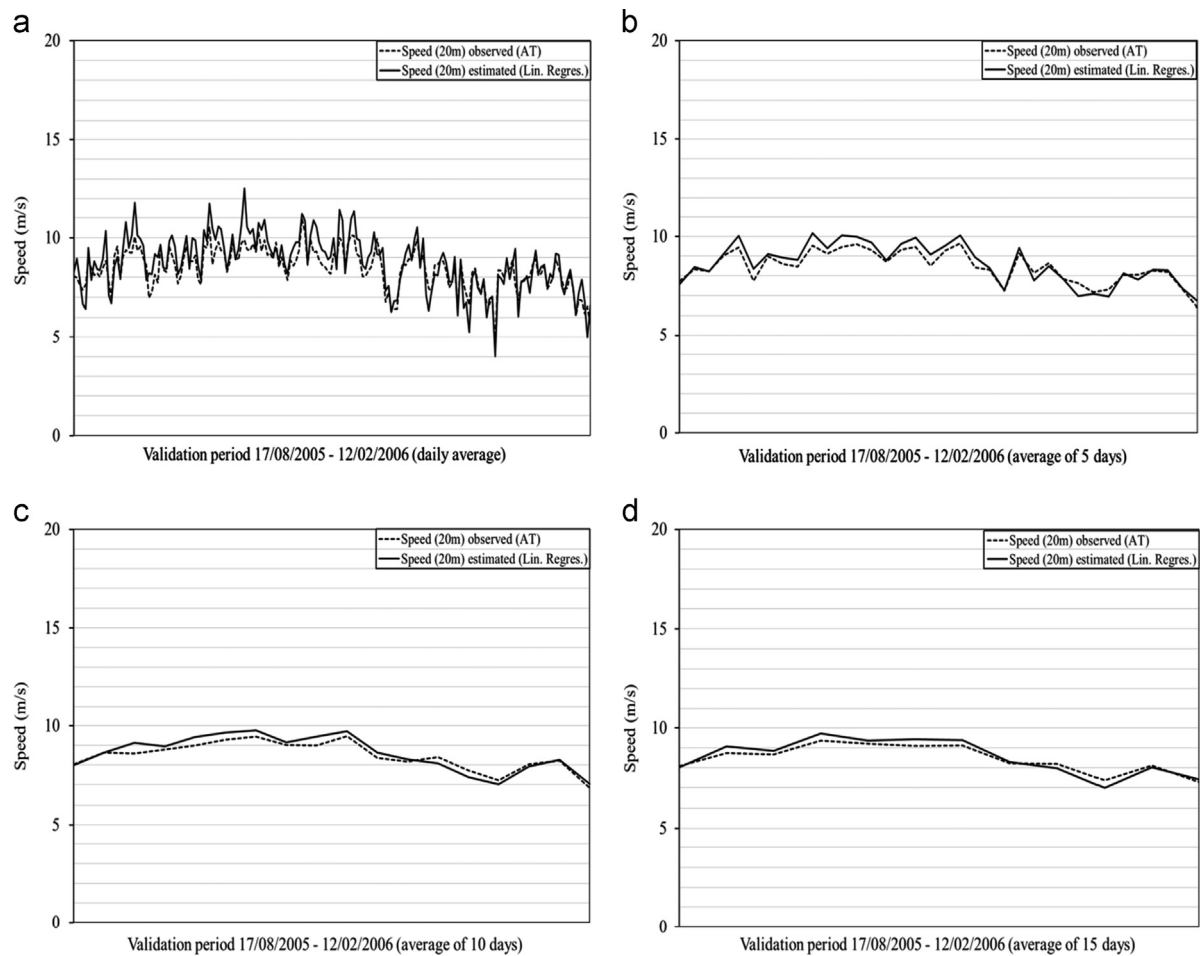 a
20
15
10
5
0
Speed (m/s)
Speed (20m) observed (AT)
Speed (20m) estimated (Lin. Regres.)
Validation period 17/08/2005 - 12/02/2006 (daily average)
b
20
15
10
5
0
Speed (m/s)
Speed (20m) observed (AT)
Speed (20m) estimated (Lin. Regres.)
Validation period 17/08/2005 - 12/02/2006 (average of 5 days)
c
20
15
10
5
0
Speed (m/s)
Speed (20m) observed (AT)
Speed (20m) estimated (Lin. Regres.)
Validation period 17/08/2005 - 12/02/2006 (average of 10 days)
d
20
15
10
5
0
Speed (m/s)
Speed (20m) observed (AT)
Speed (20m) estimated (Lin. Regres.)
Validation period 17/08/2005 - 12/02/2006 (average of 15 days)